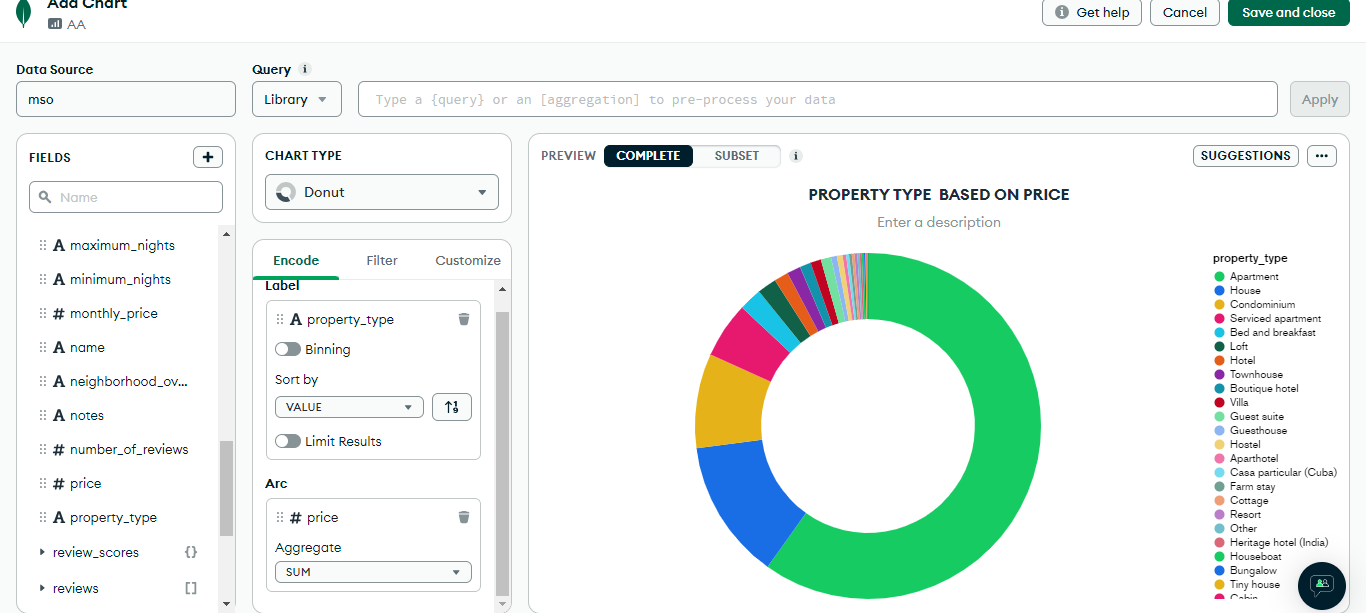 Add Chart
AA
Get help
Cancel
Save and close
Data Source
Query
mso
Library
Type a {query} or an [aggregation] to pre-process your data
Apply
FIELDS
Name
maximum_nights
minimum_nights
monthly_price
name
neighborhood_ov...
notes
number_of_reviews
price
property_type
review_scores {}
reviews []
CHART TYPE
Donut
Encode Filter Customize
Label
property_type
Binning
Sort by
VALUE
Limit Results
Arc
price
Aggregate
SUM
PREVIEW COMPLETE SUBSET
SUGGESTIONS
PROPERTY TYPE BASED ON PRICE
Enter a description
property_type
Apartment
House
Condominium
Serviced apartment
Bed and breakfast
Loft
Hotel
Townhouse
Boutique hotel
Villa
Guest suite
Guesthouse
Hostel
Aparthotel
Casa particular (Cuba)
Farm stay
Cottage
Resort
Other
Heritage hotel (India)
Houseboat
Bungalow
Tiny house
Cabin